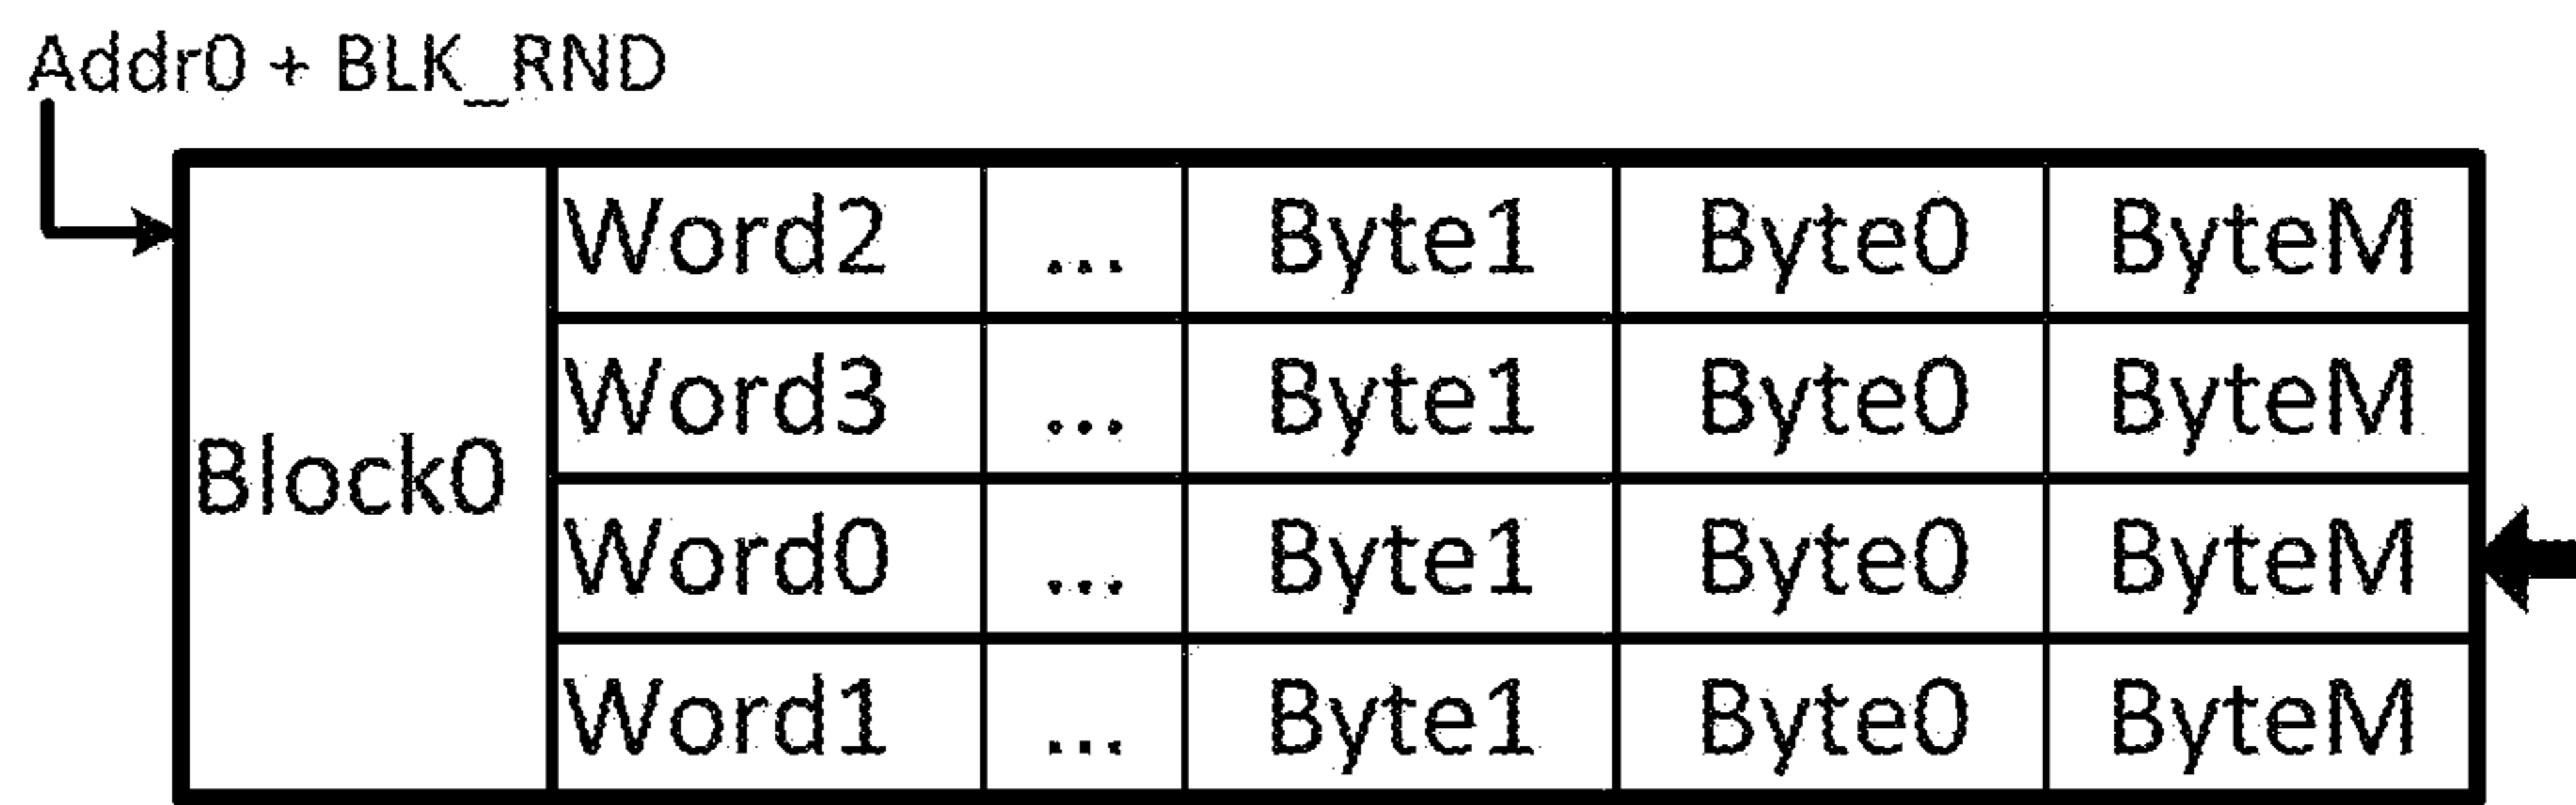 Addr0 + BLK_RND
Word2 ... Byte1 Byte0 ByteM
Word3 ... Byte1 Byte0 ByteM
Block0
Word0 ... Byte1 Byte0 ByteM
Word1 ... Byte1 Byte0 ByteM